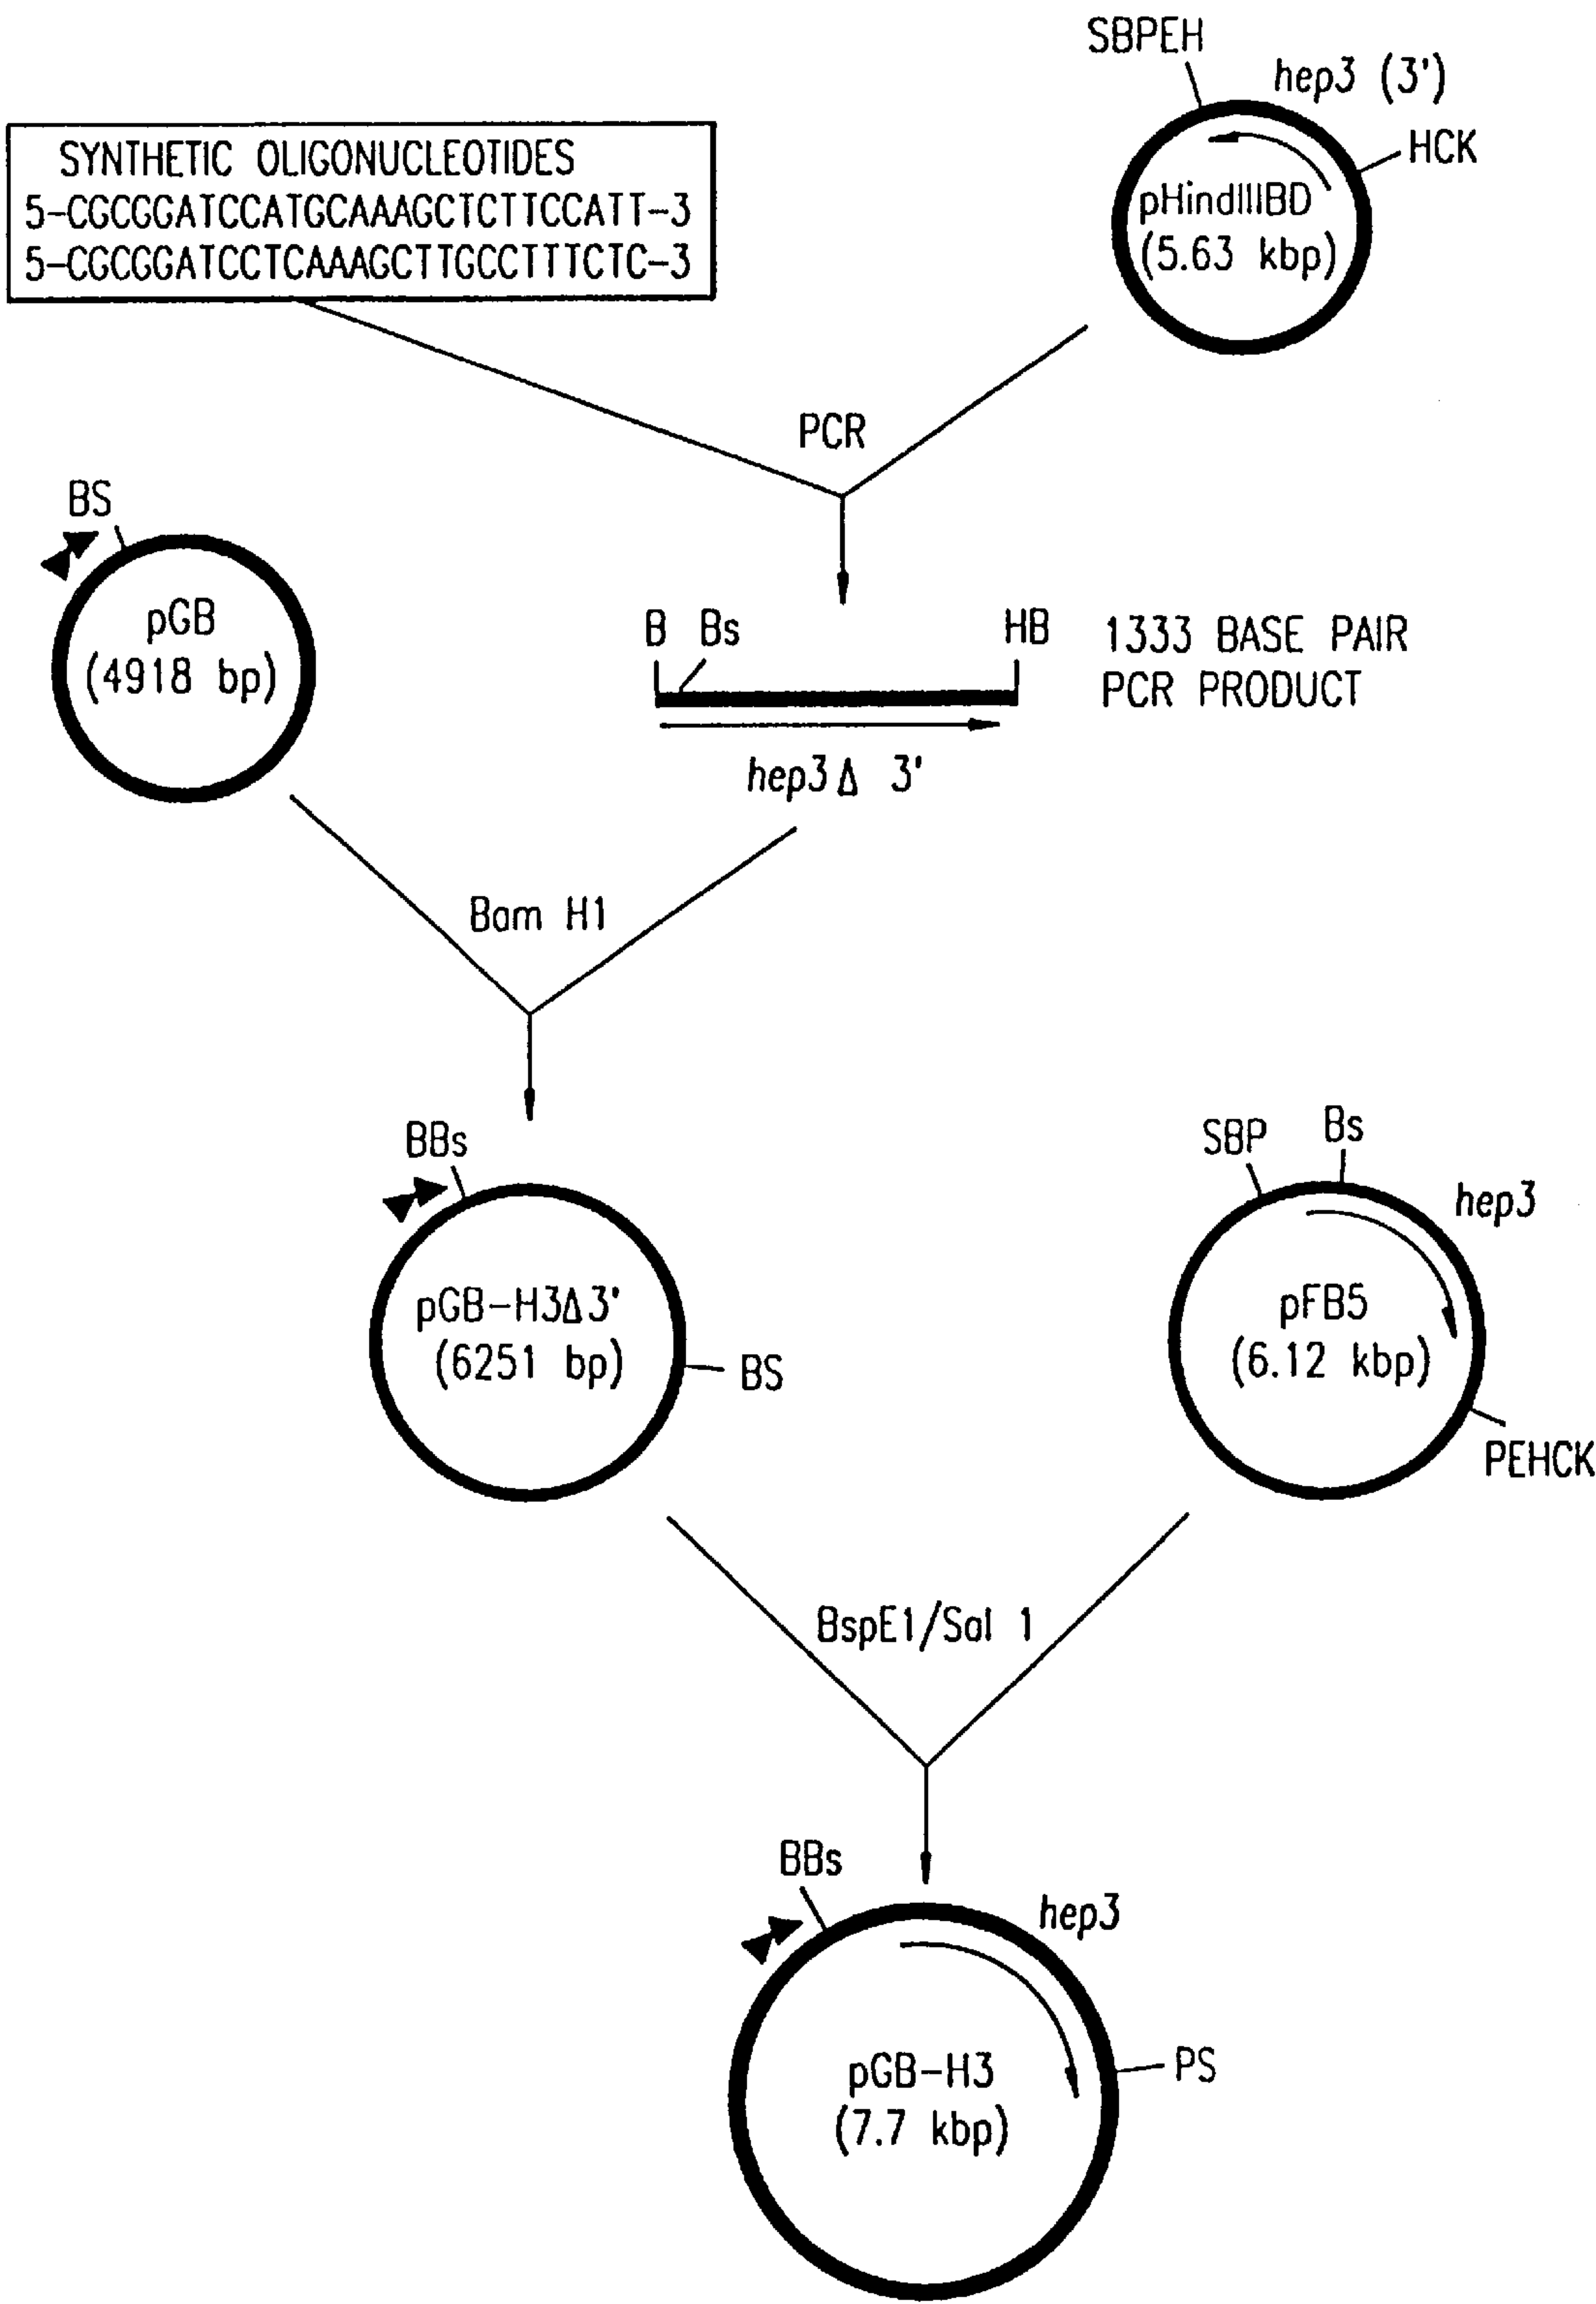 SBPEH
hep3 (3')
HCK
pHindIIIBD
(5.63 kbp)
SYNTHETIC OLIGONUCLEOTIDES
5-CGCGGATCCATGCAAAGCTCTTCCATT-3
5-CGCGGATCCTCAAAGCTTGCCTTTCTC-3
PCR
BS
pGB
(4918 bp)
B Bs
HB
1333 BASE PAIR
PCR PRODUCT
hep3Δ 3'
Bam H1
BBs
pGB-H3Δ3'
(6251 bp)
BS
SBP
Bs
hep3
pFB5
(6.12 kbp)
PEHCK
BspE1/Sal 1
BBs
hep3
pGB-H3
(7.7 kbp)
PS